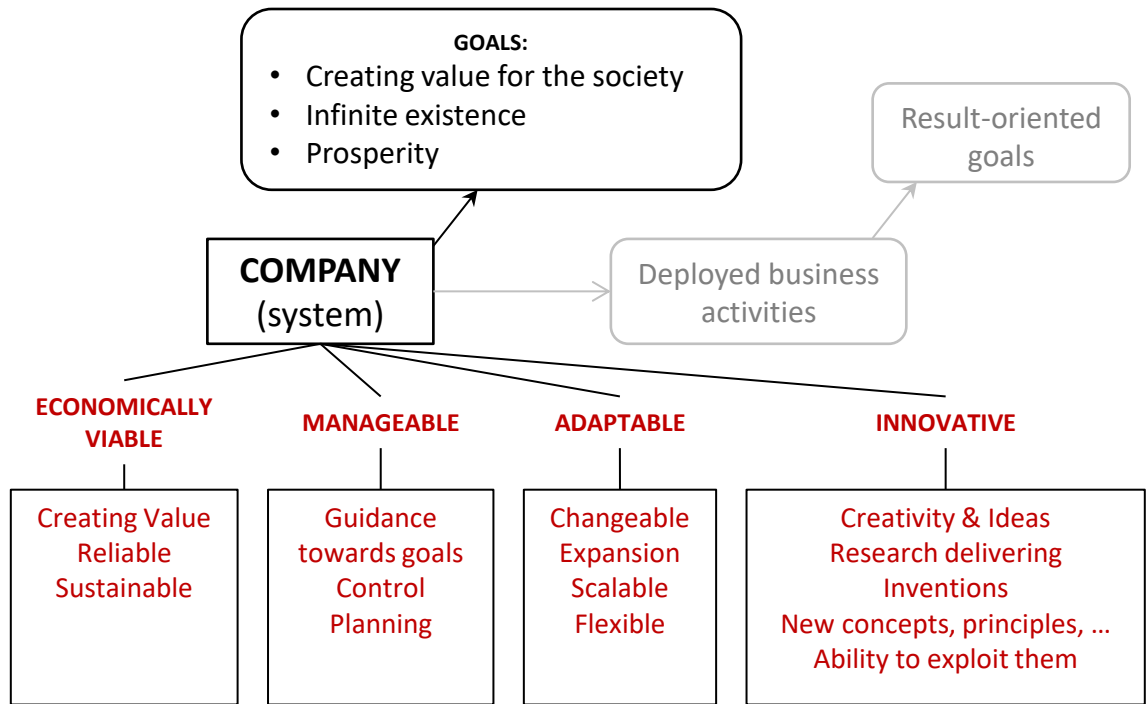 GOALS:
• Creating value for the society
• Infinite existence
• Prosperity
Result-oriented
goals
COMPANY
(system)
Deployed business
activities
ECONOMICALLY
VIABLE
MANAGEABLE
ADAPTABLE
INNOVATIVE
Creating Value
Reliable
Sustainable
Guidance
towards goals
Control
Planning
Changeable
Expansion
Scalable
Flexible
Creativity & Ideas
Research delivering
Inventions
New concepts, principles, ...
Ability to exploit them